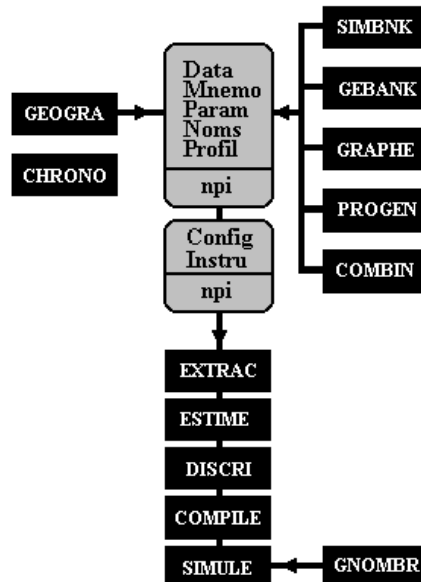 SIMBNK
Data
Mnemo
GEBANK
GEOGRA
Param
Noms
Profil
GRAPHE
CHRONO
npi
PROGEN
Config
Instru
COMBIN
npi
EXTRAC
ESTIME
DISCRI
COMPILE
SIMULE
GNOMBR